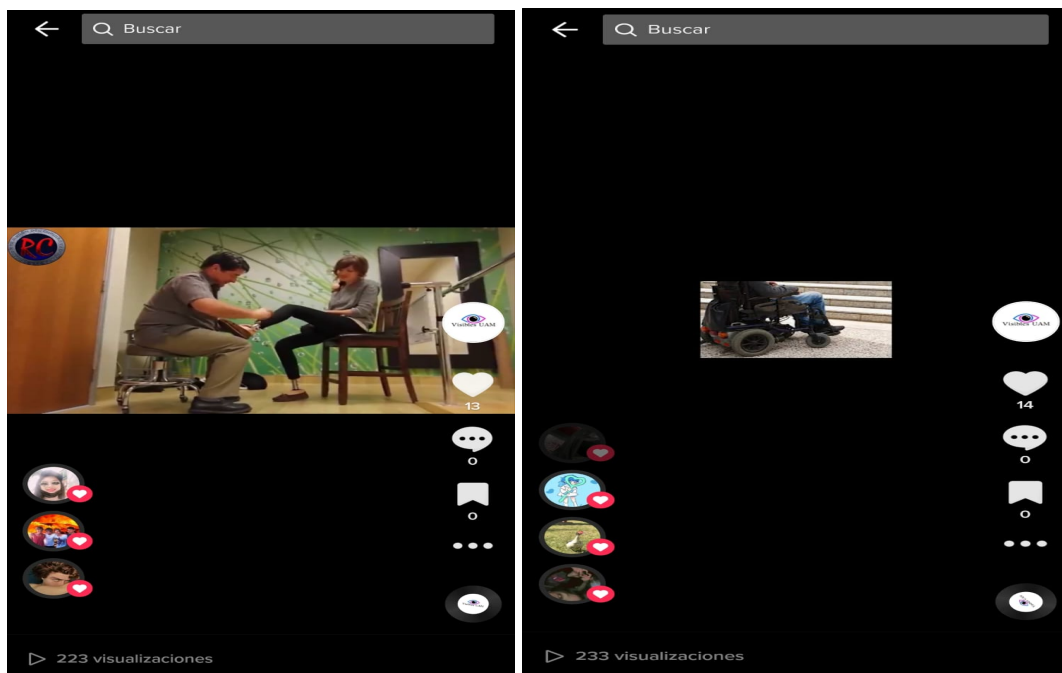 Buscar
RC
Visibles UAM
13
0
0
223 visualizaciones
Buscar
Visibles UAM
14
0
0
233 visualizaciones